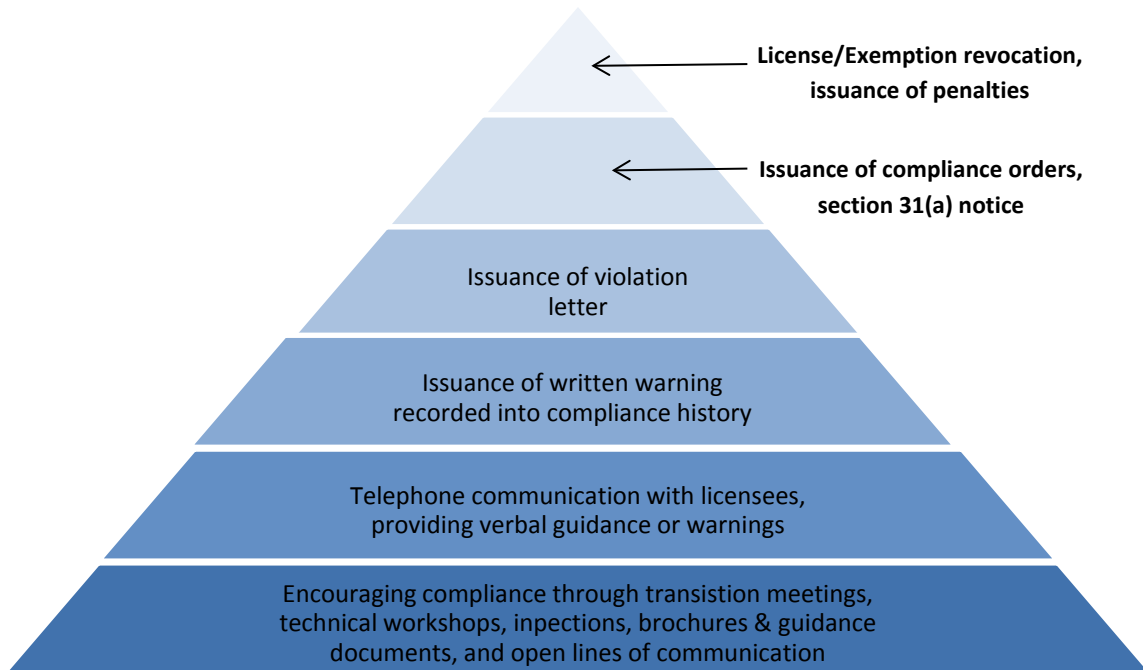 License/Exemption revocation,
issuance of penalties
Issuance of compliance orders,
section 31(a) notice
Issuance of violation
letter
Issuance of written warning
recorded into compliance history
Telephone communication with licensees,
providing verbal guidance or warnings
Encouraging compliance through transistion meetings,
technical workshops, inpections, brochures & guidance
documents, and open lines of communication